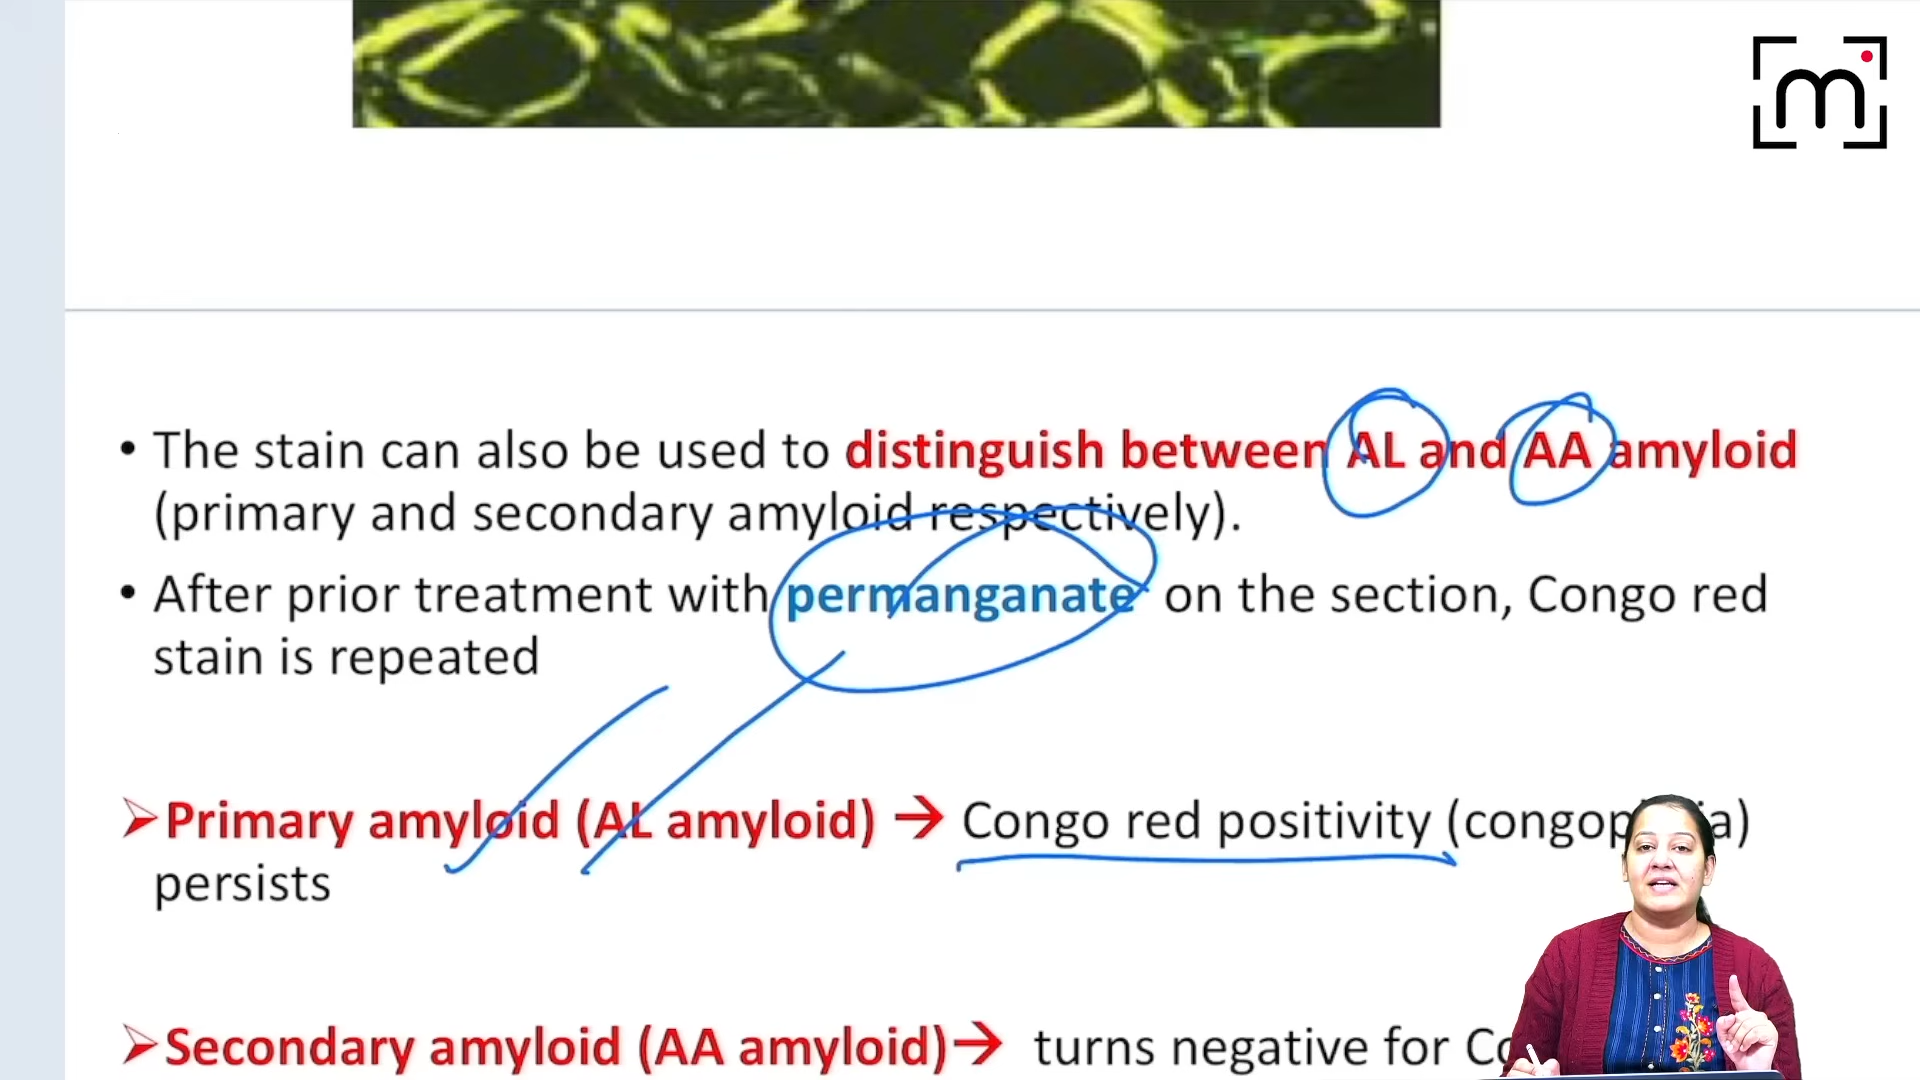 m
• The stain can also be used to distinguish between AL and AA amyloid
(primary and secondary amyloid respectively).
• After prior treatment with permanganate on the section, Congo red
stain is repeated
➢Primary amyloid (AL amyloid) → Congo red positivity
persists
➢Secondary amyloid (AA amyloid)→ turns negative for